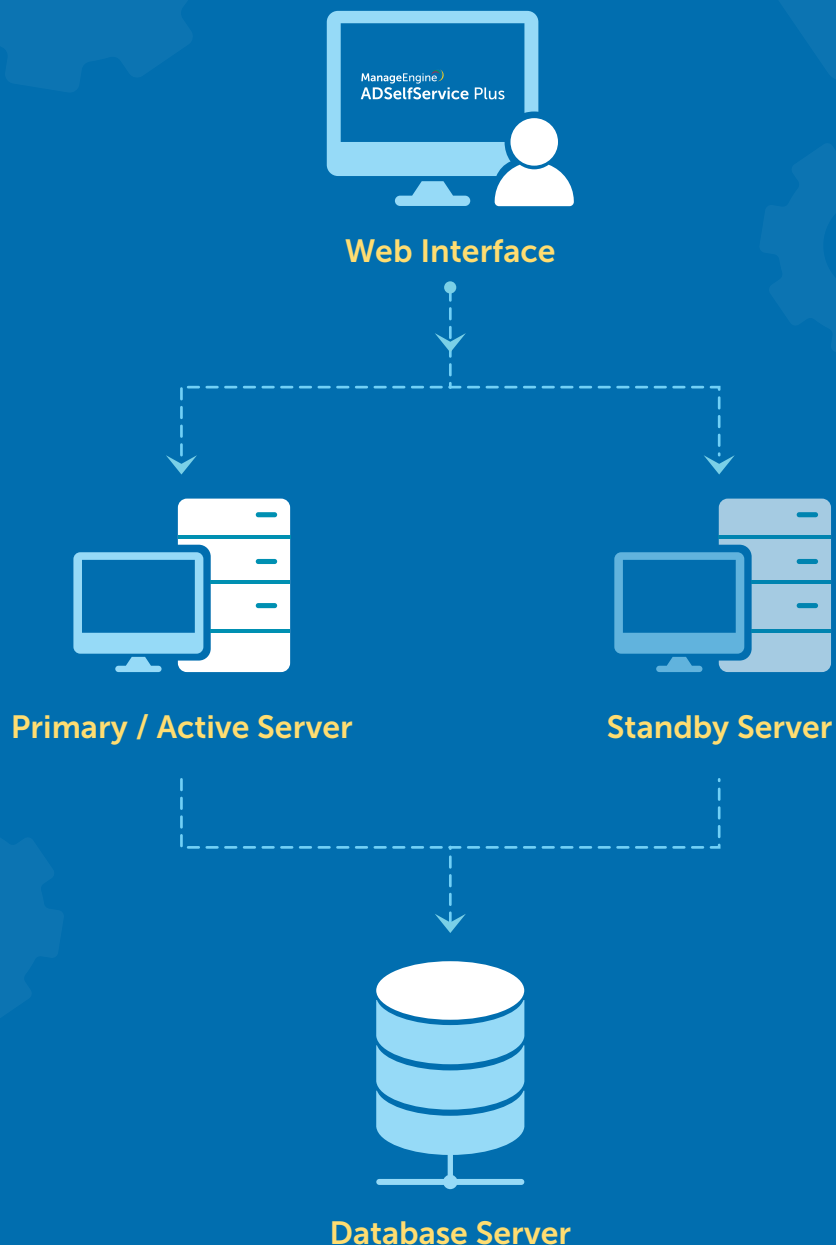 ManageEngine
ADSelfService Plus
Web Interface
Primary / Active Server
Standby Server
Database Server